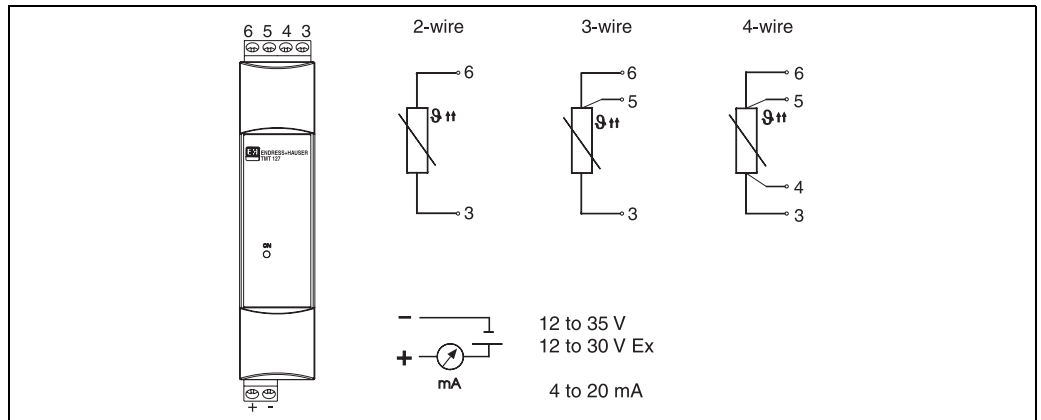 6 5 4 3
2-wire
3-wire
4-wire
6
3
ϑ ↑↑
6
5
3
ϑ ↑↑
6
5
4
3
ϑ ↑↑
E+H ENDRESS+HAUSER
TMT 127
ON
+ -
−
+
mA
12 to 35 V
12 to 30 V Ex
4 to 20 mA